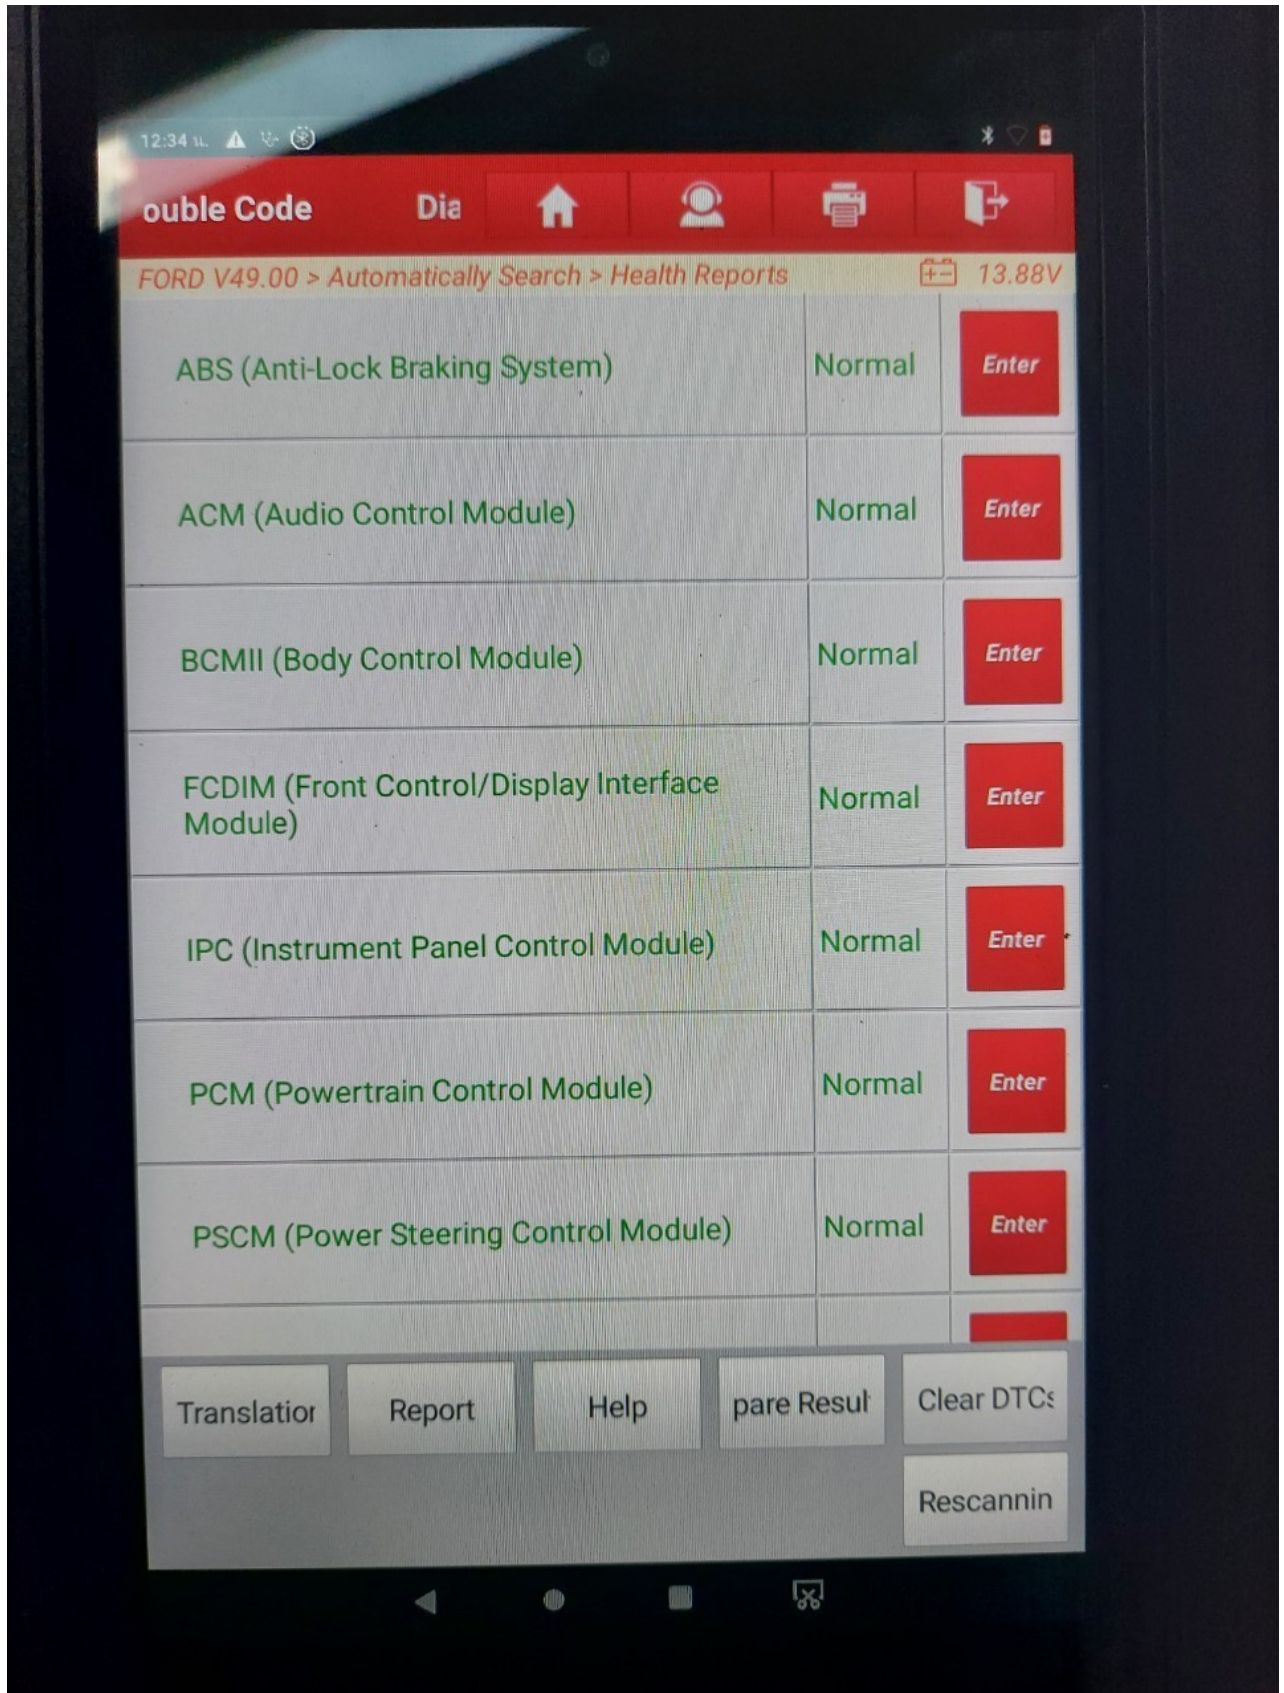 12:34 น.
ouble Code Dia
FORD V49.00 > Automatically Search > Health Reports 13.88V
ABS (Anti-Lock Braking System) Normal Enter
ACM (Audio Control Module) Normal Enter
BCMII (Body Control Module) Normal Enter
FCDIM (Front Control/Display Interface
Module) Normal Enter
IPC (Instrument Panel Control Module) Normal Enter
PCM (Powertrain Control Module) Normal Enter
PSCM (Power Steering Control Module) Normal Enter
Translation Report Help pare Resul Clear DTCs
Rescannin